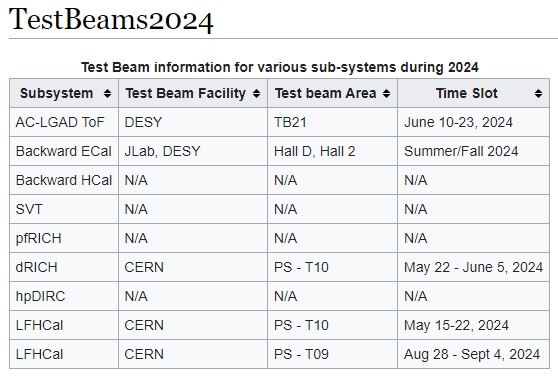 TestBeams2024
Test Beam information for various sub-systems during 2024
Subsystem Test Beam Facility Test beam Area Time Slot
AC-LGAD ToF DESY TB21 June 10-23, 2024
Backward ECal JLab, DESY Hall D, Hall 2 Summer/Fall 2024
Backward HCal N/A N/A N/A
SVT N/A N/A N/A
pfRICH N/A N/A N/A
dRICH CERN PS - T10 May 22 - June 5, 2024
hpDIRC N/A N/A N/A
LFHCal CERN PS - T10 May 15-22, 2024
LFHCal CERN PS - T09 Aug 28 - Sept 4, 2024